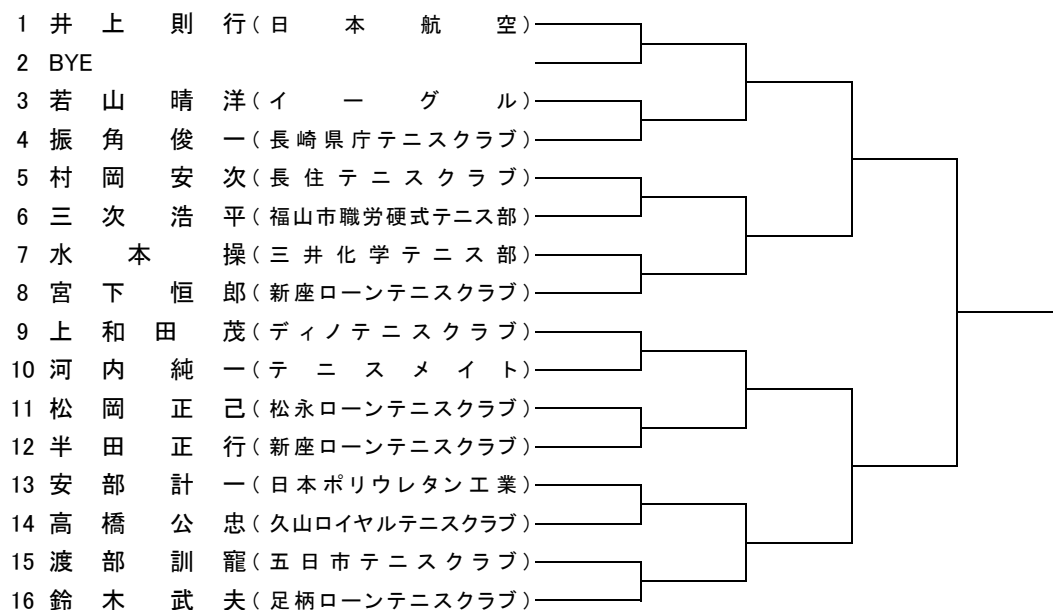 1 井上則行(日本航空)
2 BYE
3 若山晴洋(イーグル)
4 振角俊一(長崎県庁テニスクラブ)
5 村岡安次(長住テニスクラブ)
6 三次浩平(福山市職労硬式テニス部)
7 水本操(三井化学テニス部)
8 宮下恒郎(新座ローンテニスクラブ)
9 上和田茂(ディノテニスクラブ)
10 河内純一(テニスメイト)
11 松岡正己(松永ローンテニスクラブ)
12 半田正行(新座ローンテニスクラブ)
13 安部計一(日本ポリウレタン工業)
14 高橋公忠(久山ロイヤルテニスクラブ)
15 渡部訓寵(五日市テニスクラブ)
16 鈴木武夫(足柄ローンテニスクラブ)